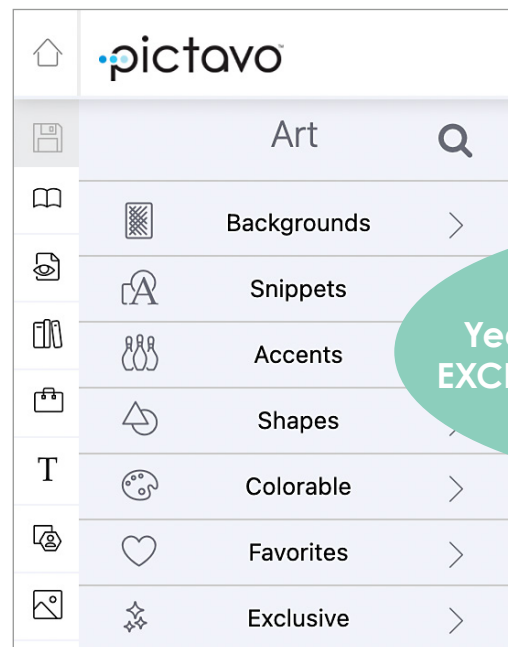 pictavo
Art
Backgrounds
Snippets
Accents
Shapes
T
Colorable
Favorites
Exclusive